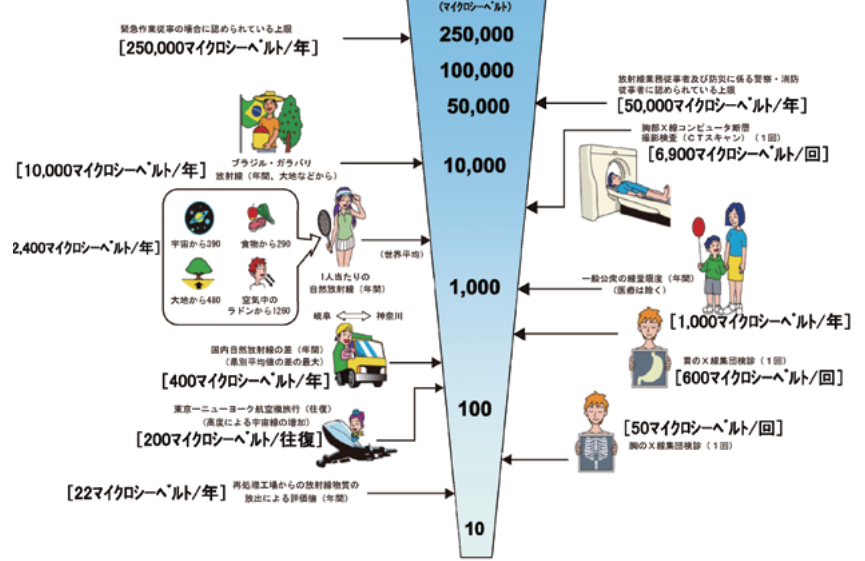 (マイクロシーベルト)
250,000
100,000
50,000
10,000
1,000
100
10
緊急作業従事の場合に認められている上限
[250,000マイクロシーベルト/年]
ブラジル・ガラパリ
放射線（年間、大地などから）
[10,000マイクロシーベルト/年]
宇宙から390
食物から290
大地から480
空気中の
ラドンから1260
2,400マイクロシーベルト/年]
(世界平均)
1人当たりの
自然放射線（年間）
岐阜
神奈川
国内自然放射線の差（年間）
(県別平均値の差の最大)
[400マイクロシーベルト/年]
東京ーニューヨーク航空機旅行（往復）
(高度による宇宙線の増加)
[200マイクロシーベルト/往復]
[22マイクロシーベルト/年]
再処理工場からの放射線物質の
放出による評価値（年間）
放射線業務従事者及び防災に係る警察・消防
従事者に認められている上限
[50,000マイクロシーベルト/年]
胸部X線コンピュータ断層
撮影検査（CTスキャン）（1回）
[6,900マイクロシーベルト/回]
一般公衆の線量限度（年間）
(医療は除く)
[1,000マイクロシーベルト/年]
胃のX線集団検診（1回）
[600マイクロシーベルト/回]
[50マイクロシーベルト/回]
胸のX線集団検診（1回）